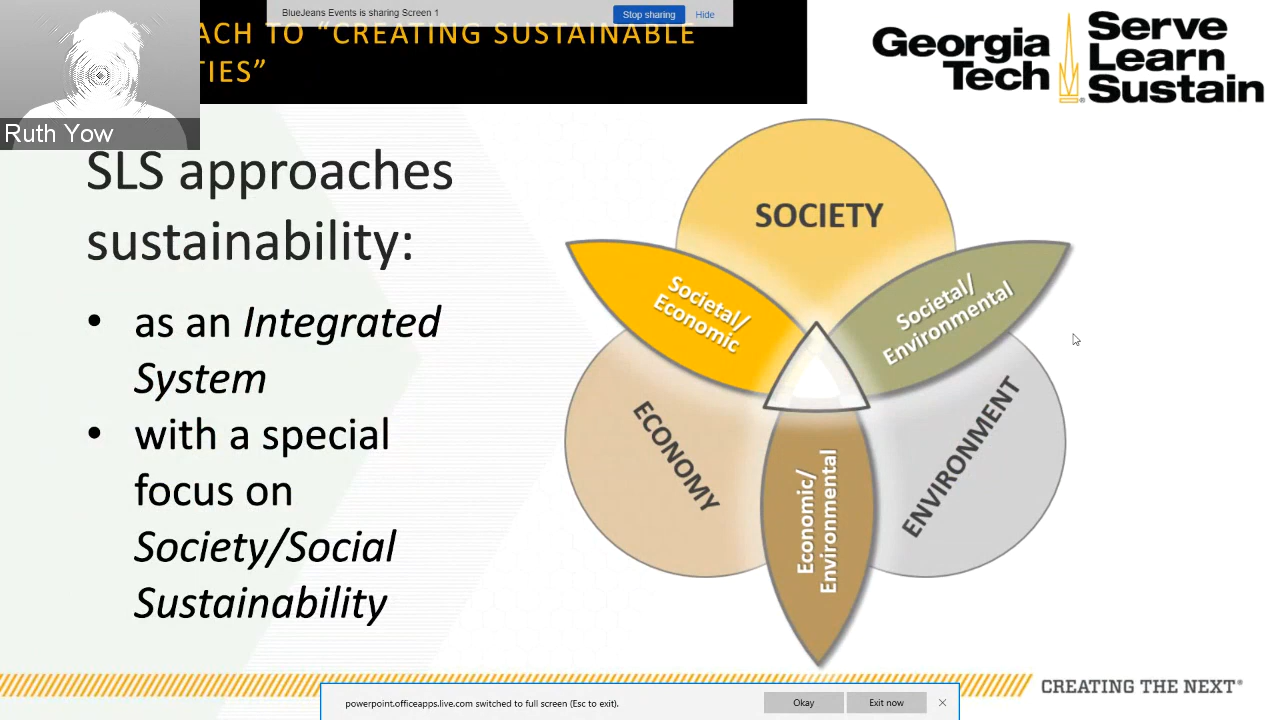 BlueJeans Events is sharing Screen 1
Stop sharing
Hide
ACH TO “CREATING SUSTAINABLE
TIES”
Ruth Yow
Georgia
Tech
Serve
Learn
Sustain
SLS approaches
sustainability:
• as an Integrated
System
• with a special
focus on
Society/Social
Sustainability
SOCIETY
Societal/
Economic
Societal/
Environmental
ECONOMY
ENVIRONMENT
Economic/
Environmental
CREATING THE NEXT®
powerpoint.officeapps.live.com switched to full screen (Esc to exit).
Okay
Exit now